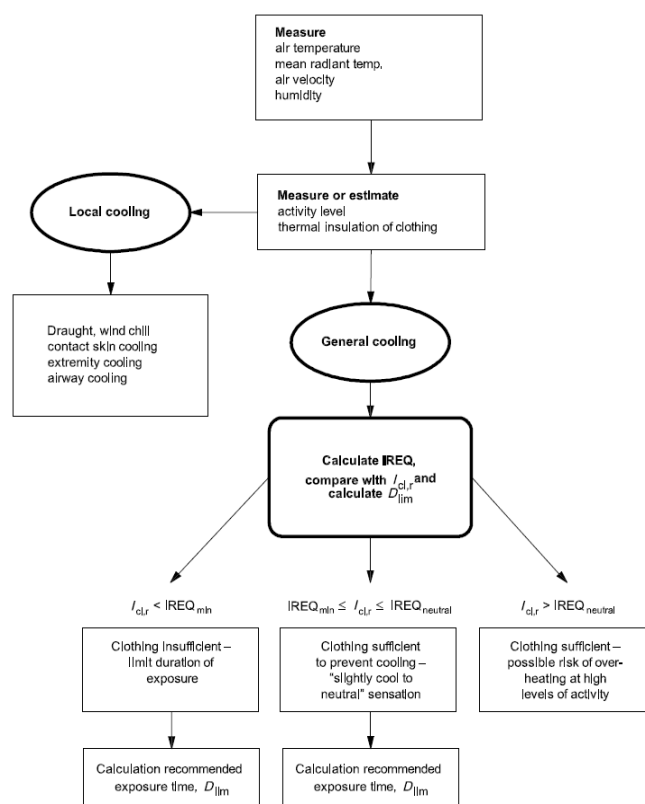 Measure
air temperature
mean radiant temp.
air velocity
humidity
Measure or estimate
activity level
thermal insulation of clothing
Local cooling
Draught, wind chill
contact skin cooling
extremity cooling
airway cooling
General cooling
Calculate IREQ,
compare with Icl,r and
calculate Dlim
Icl,r < IREQmin
IREQmin ≤ Icl,r ≤ IREQneutral
Icl,r > IREQneutral
Clothing insufficient –
limit duration of
exposure
Clothing sufficient
to prevent cooling –
"slightly cool to
neutral" sensation
Clothing sufficient –
possible risk of over-
heating at high
levels of activity
Calculation recommended
exposure time, Dlim
Calculation recommended
exposure time, Dlim